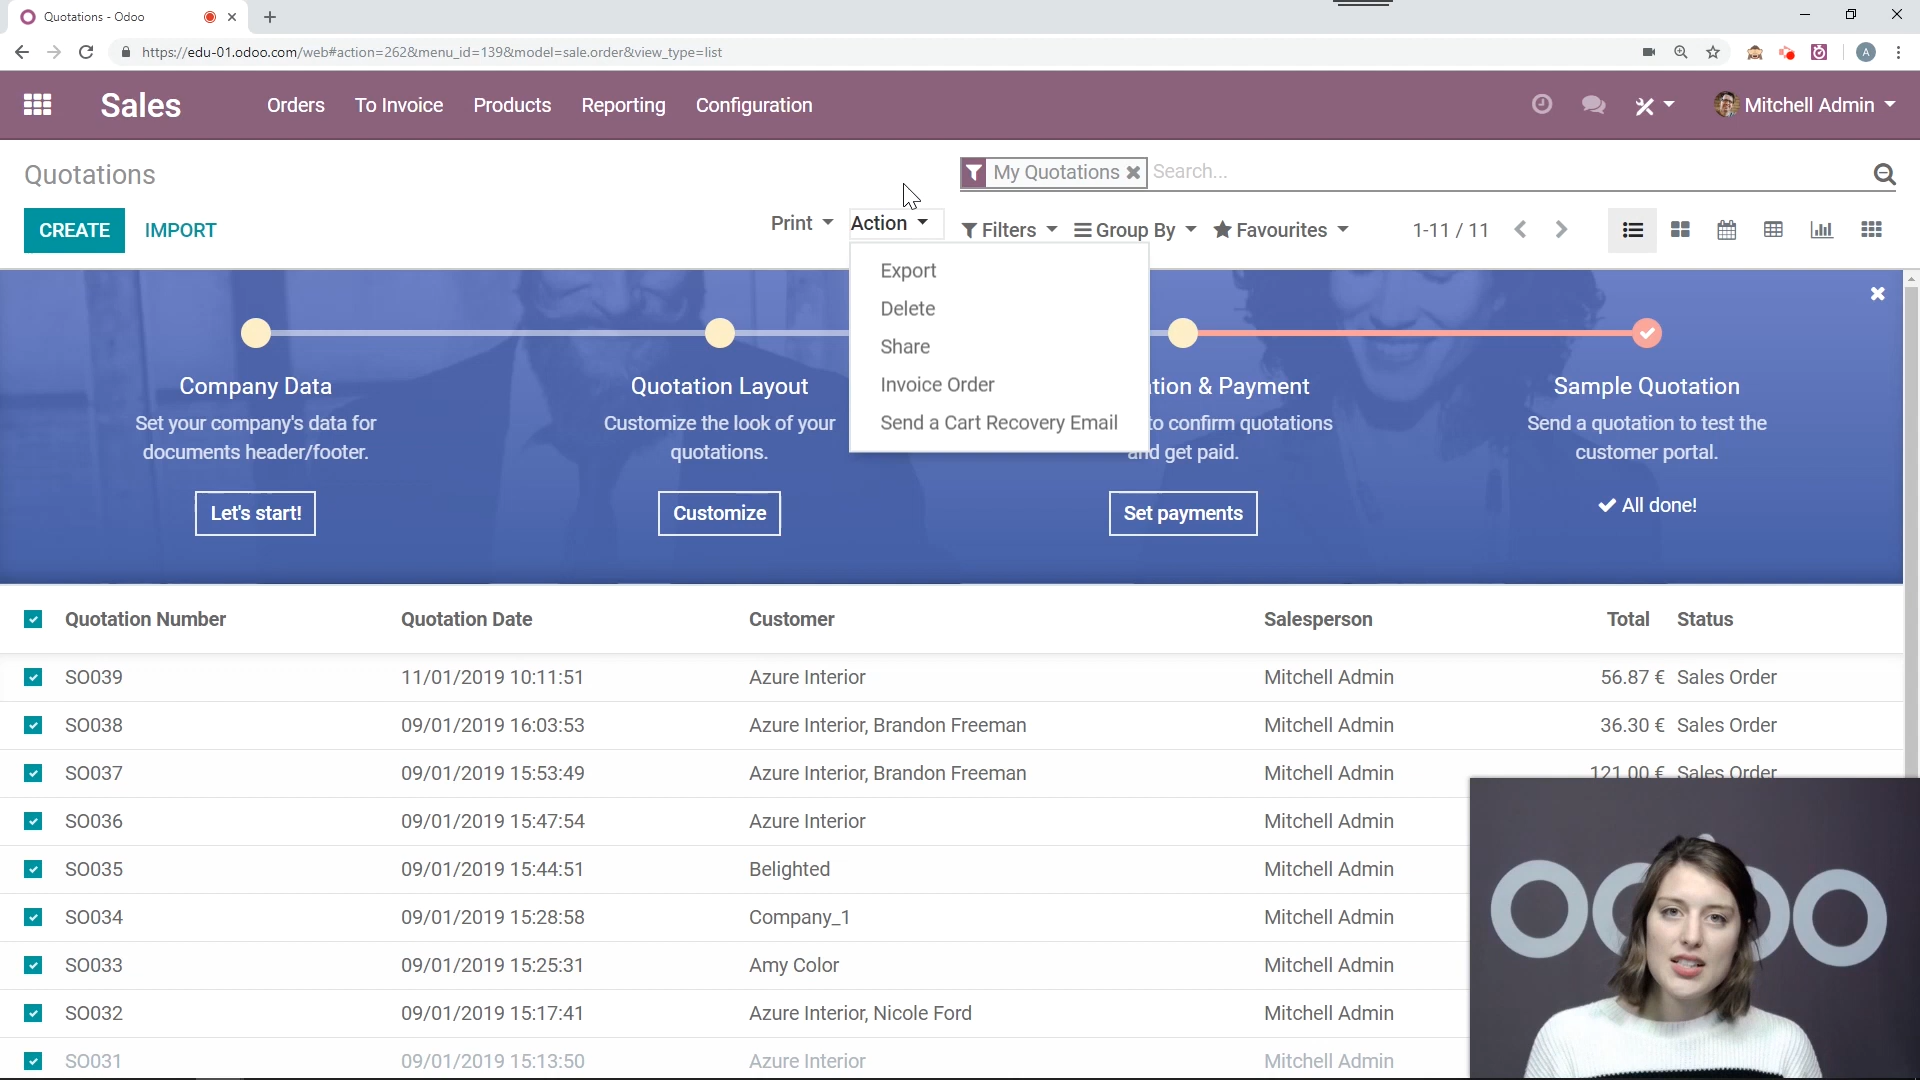 Quotations - Odoo
https://edu-01.odoo.com/web#action=262&menu_id=139&model=sale.order&view_type=list
A
Sales Orders To Invoice Products Reporting Configuration Mitchell Admin
Quotations
My Quotations Search...
CREATE IMPORT Print Action Filters Group By Favourites 1-11 / 11
Export
Delete
Share
Invoice Order
Send a Cart Recovery Email
Company Data Quotation Layout tion & Payment Sample Quotation
Set your company's data for Customize the look of your to confirm quotations Send a quotation to test the
documents header/footer. quotations. and get paid. customer portal.
Let's start! Customize Set payments All done!
Quotation Number Quotation Date Customer Salesperson Total Status
SO039 11/01/2019 10:11:51 Azure Interior Mitchell Admin 56.87 € Sales Order
SO038 09/01/2019 16:03:53 Azure Interior, Brandon Freeman Mitchell Admin 36.30 € Sales Order
SO037 09/01/2019 15:53:49 Azure Interior, Brandon Freeman Mitchell Admin 121.00 € Sales Order
SO036 09/01/2019 15:47:54 Azure Interior Mitchell Admin
SO035 09/01/2019 15:44:51 Belighted Mitchell Admin
SO034 09/01/2019 15:28:58 Company_1 Mitchell Admin
SO033 09/01/2019 15:25:31 Amy Color Mitchell Admin
SO032 09/01/2019 15:17:41 Azure Interior, Nicole Ford Mitchell Admin
SO031 09/01/2019 15:13:50 Azure Interior Mitchell Admin
odoo